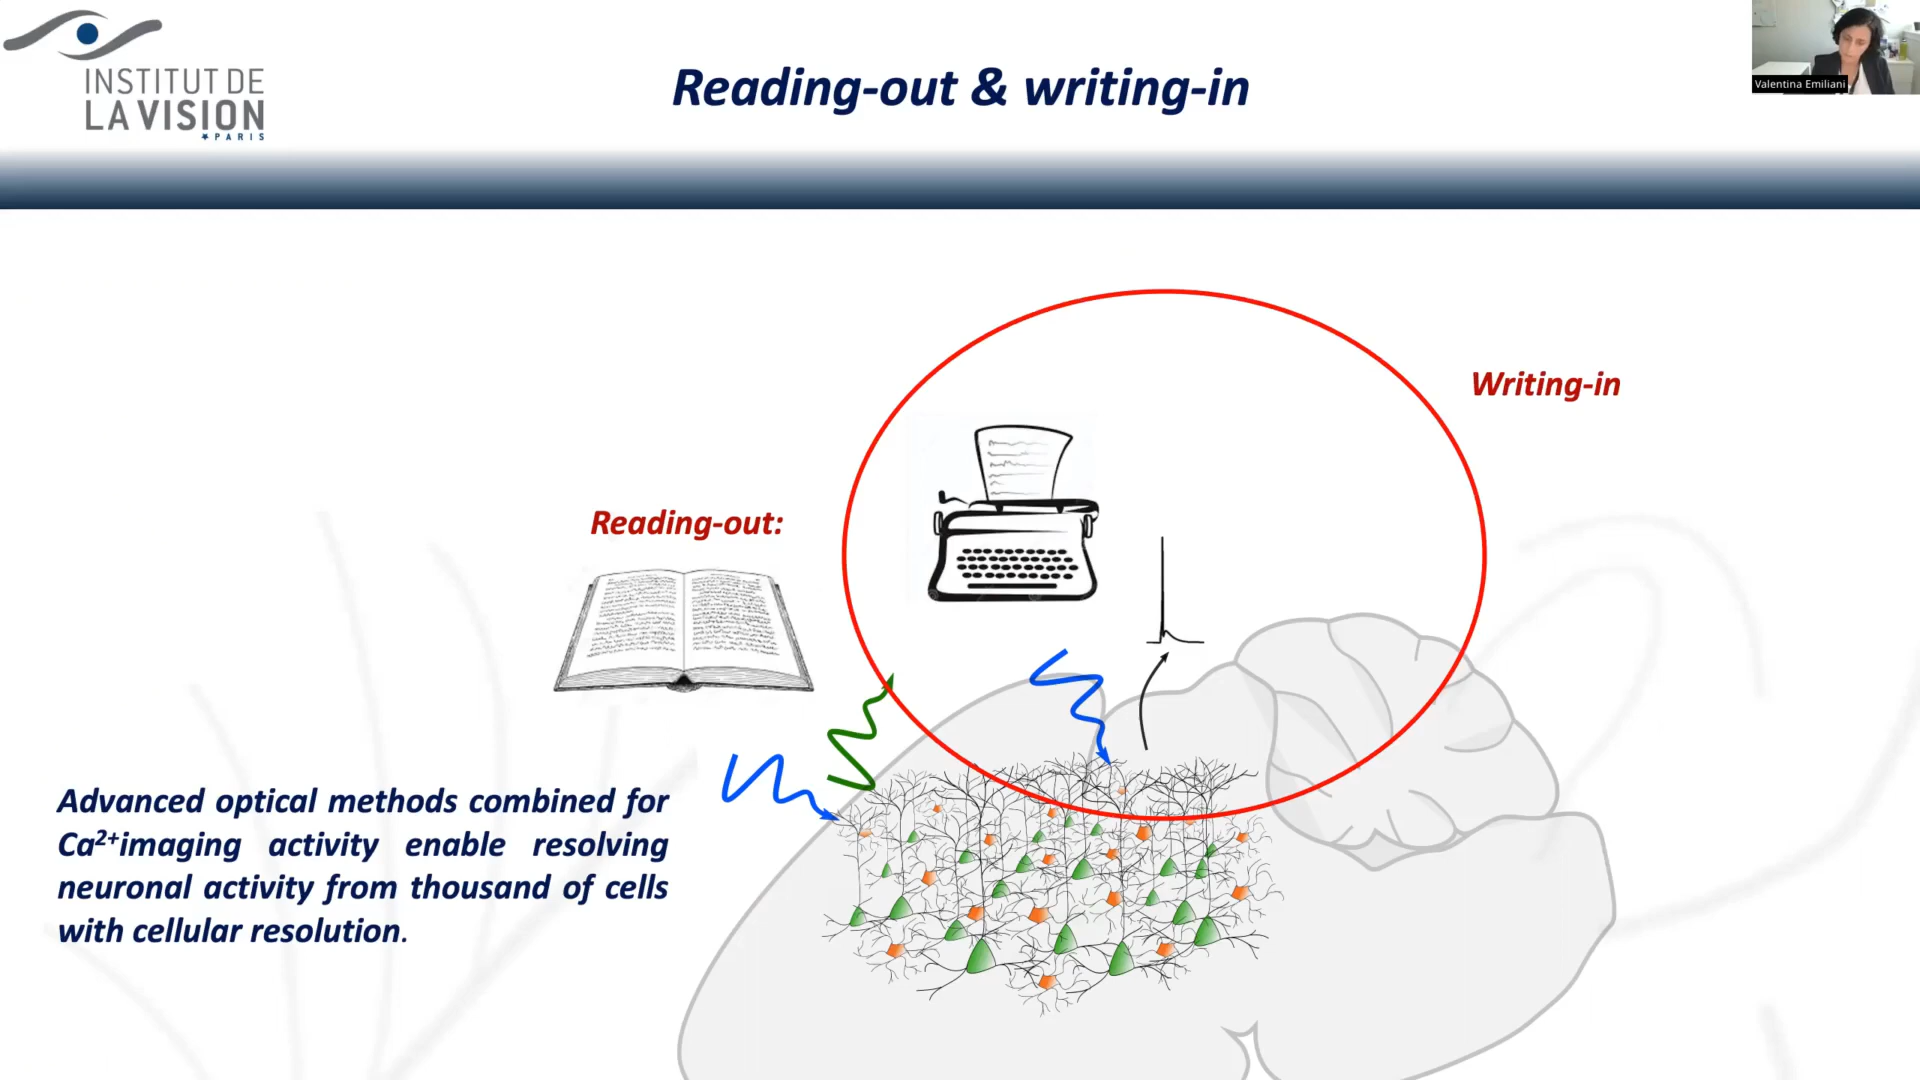 INSTITUT DE
LA VISION
PARIS
Reading-out & writing-in
Valentina Emiliani
Writing-in
Reading-out:
Advanced optical methods combined for
Ca²⁺imaging activity enable resolving
neuronal activity from thousand of cells
with cellular resolution.